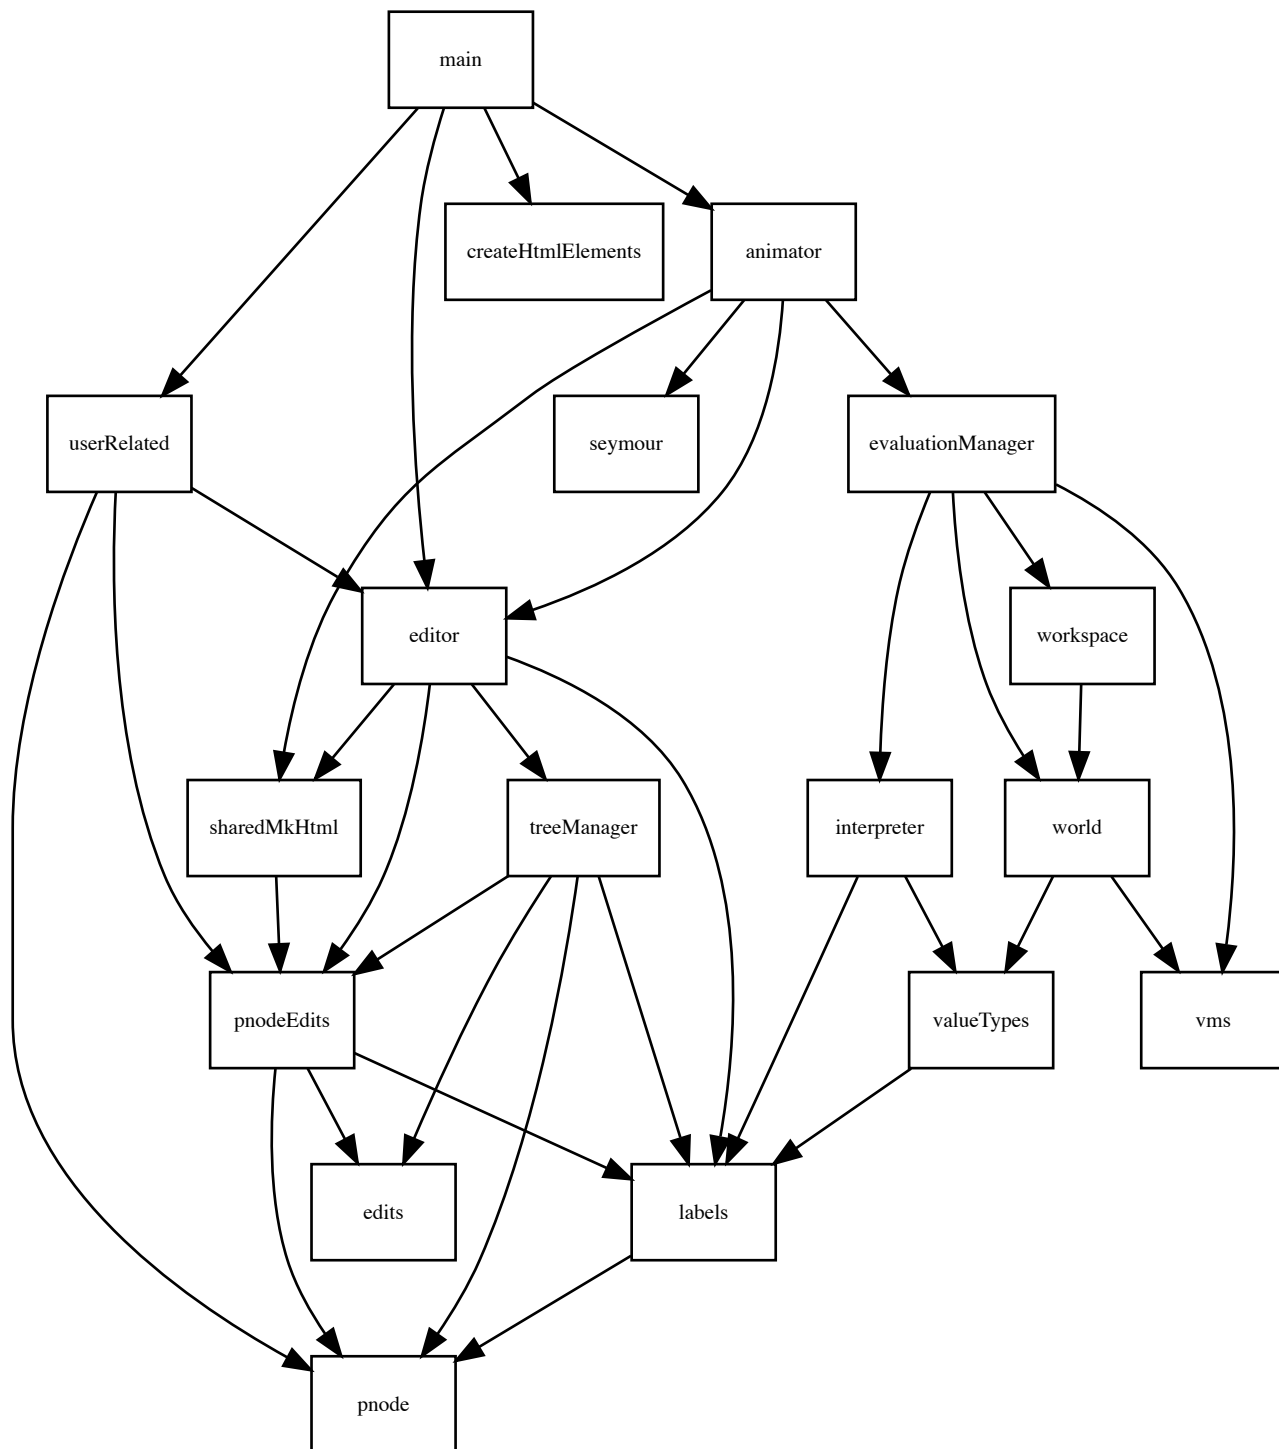 main
createHtmlElements
animator
userRelated
seymour
evaluationManager
editor
workspace
sharedMkHtml
treeManager
interpreter
world
pnodeEdits
valueTypes
vms
edits
labels
pnode